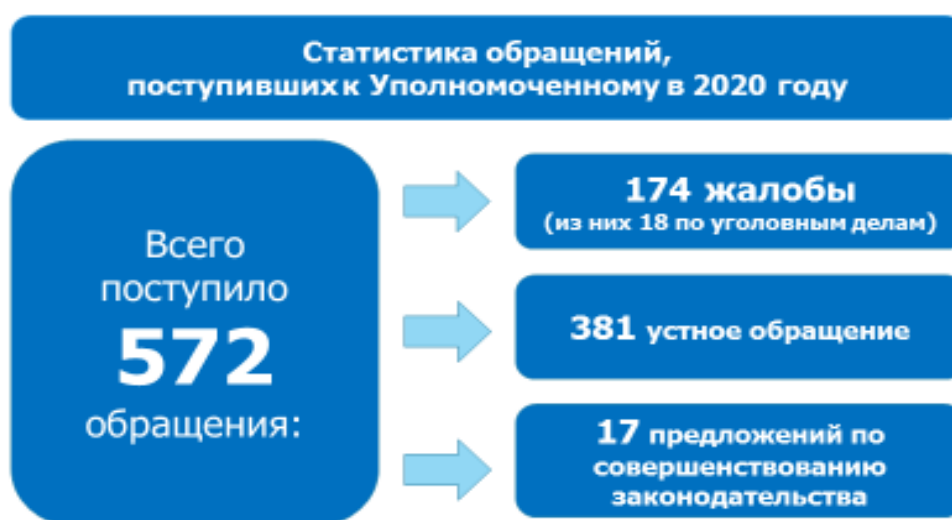 Статистика обращений,
поступивших к Уполномоченному в 2020 году
Всего
поступило
572
обращения:
174 жалобы
(из них 18 по уголовным делам)
381 устное обращение
17 предложений по
совершенствованию
законодательства